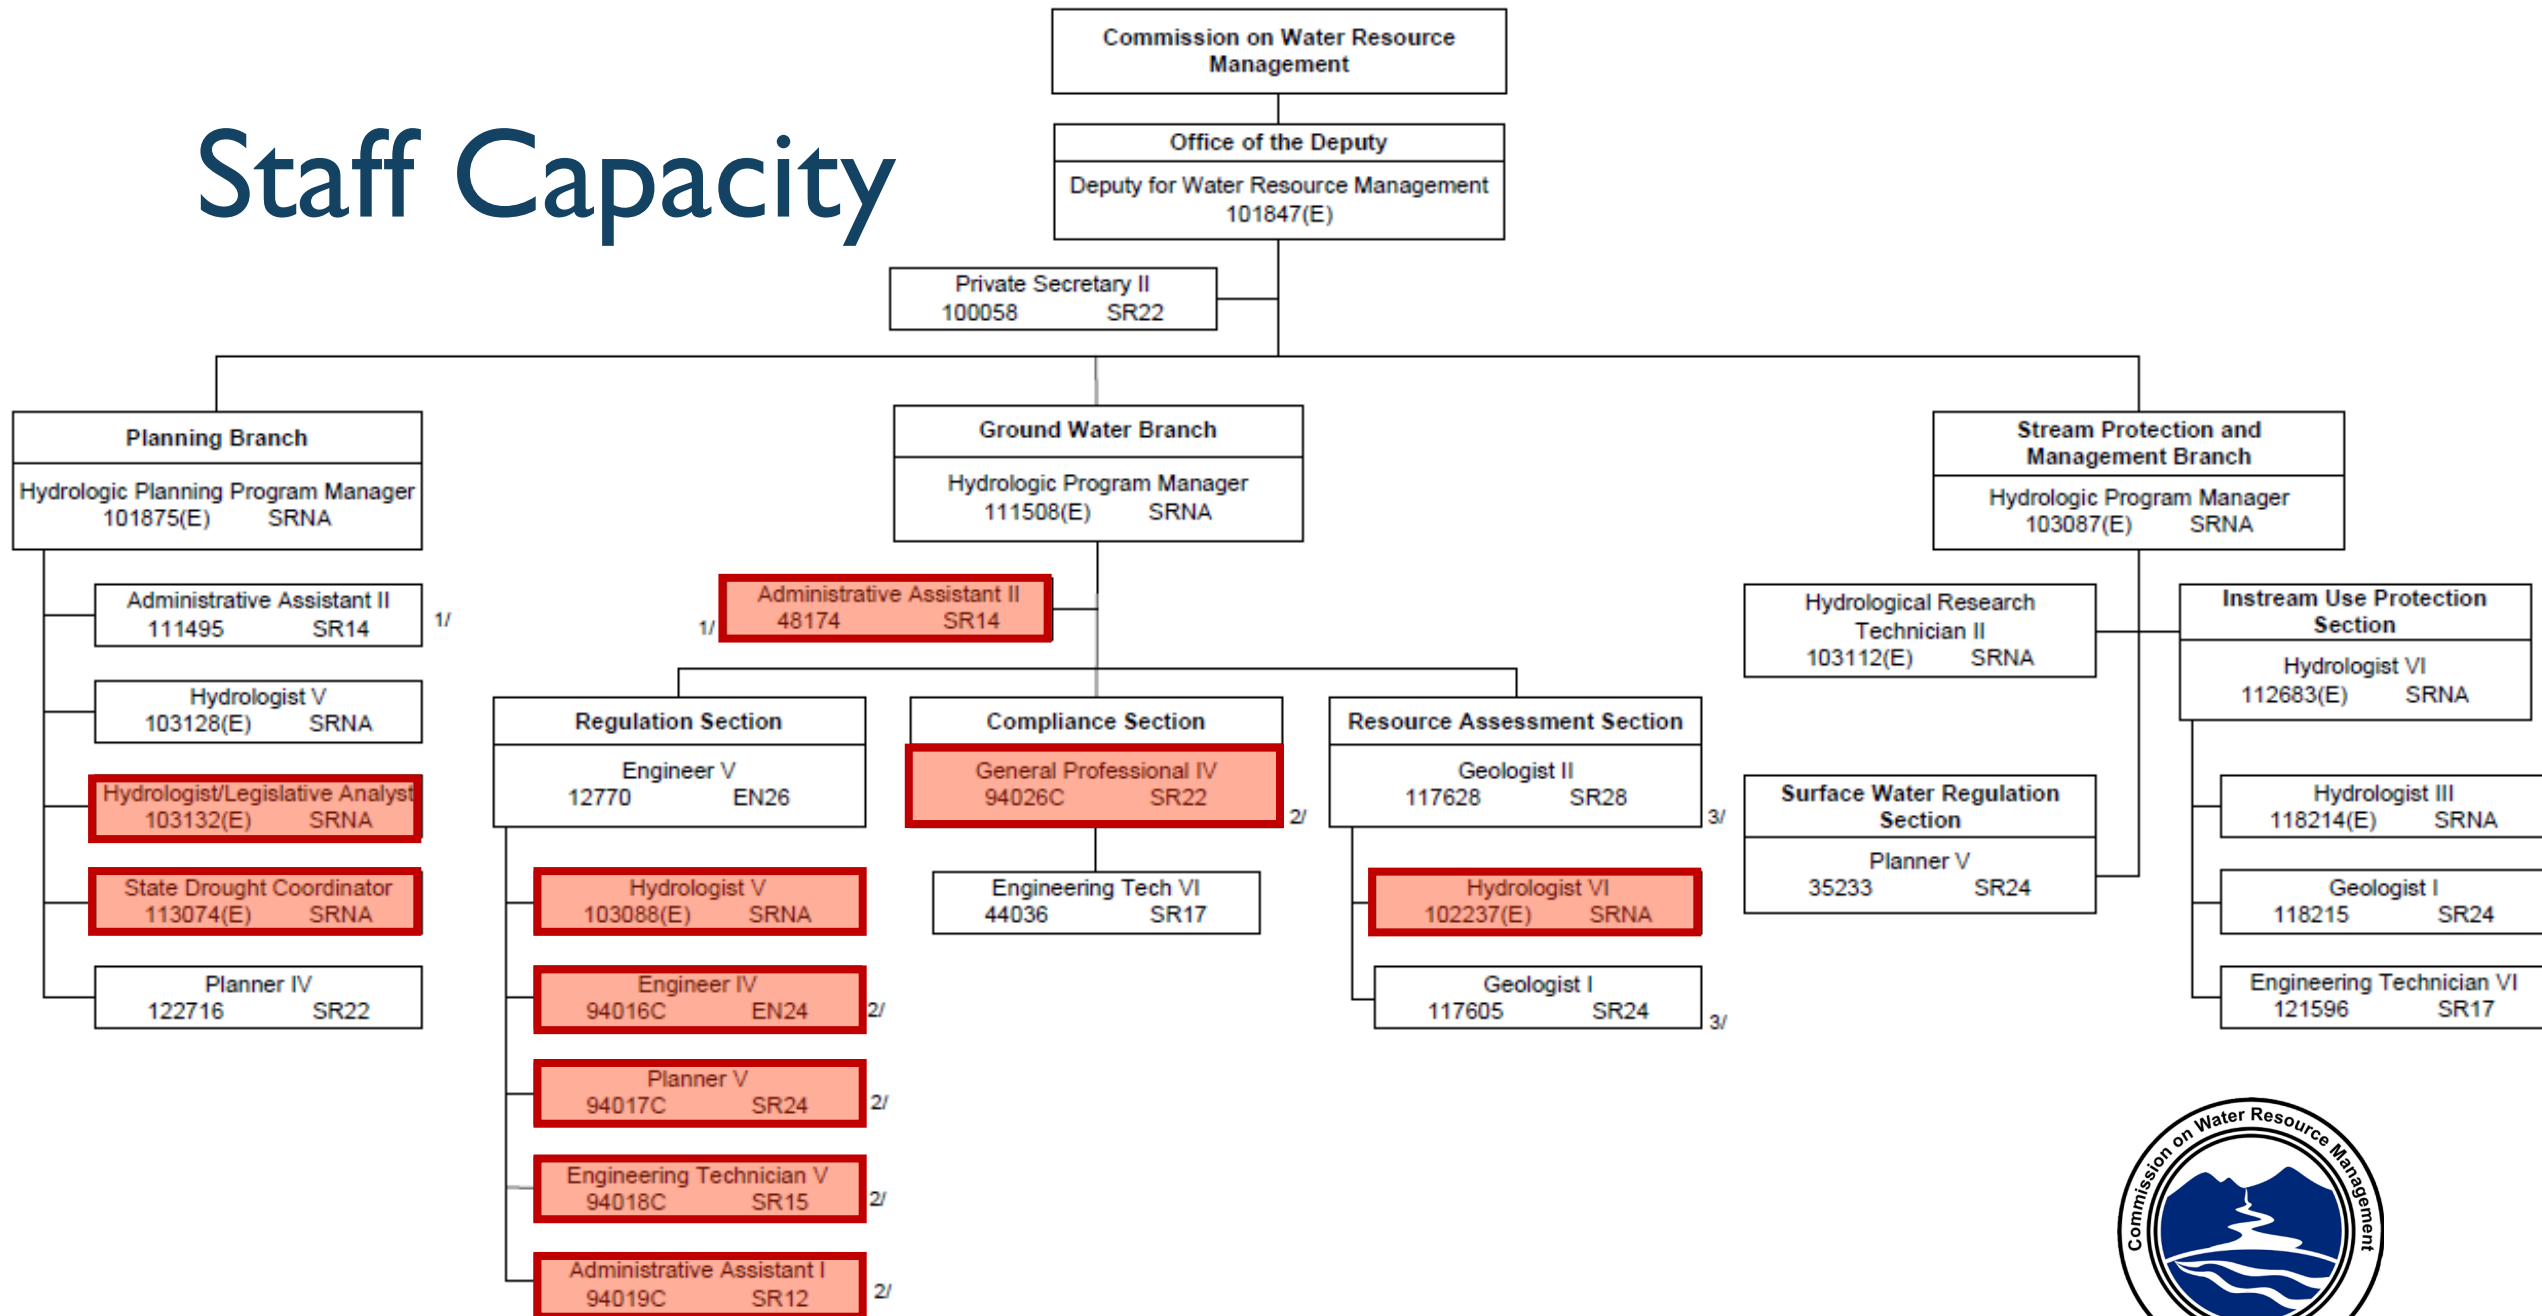 Staff Capacity
Commission on Water Resource
Management
Office of the Deputy
Deputy for Water Resource Management
101847(E)
Private Secretary II
100058 SR22
Planning Branch
Hydrologic Planning Program Manager
101875(E) SRNA
Administrative Assistant II
111495 SR14
1/
Hydrologist V
103128(E) SRNA
Hydrologist/Legislative Analyst
103132(E) SRNA
State Drought Coordinator
113074(E) SRNA
Planner IV
122716 SR22
Ground Water Branch
Hydrologic Program Manager
111508(E) SRNA
Administrative Assistant II
48174 SR14
1/
Regulation Section
Engineer V
12770 EN26
Hydrologist V
103088(E) SRNA
Engineer IV
94016C EN24
2/
Planner V
94017C SR24
2/
Engineering Technician V
94018C SR15
2/
Administrative Assistant I
94019C SR12
2/
Compliance Section
General Professional IV
94026C SR22
2/
Engineering Tech VI
44036 SR17
Resource Assessment Section
Geologist II
117628 SR28
3/
Hydrologist VI
102237(E) SRNA
Geologist I
117605 SR24
3/
Stream Protection and
Management Branch
Hydrologic Program Manager
103087(E) SRNA
Hydrological Research
Technician II
103112(E) SRNA
Surface Water Regulation
Section
Planner V
35233 SR24
Instream Use Protection
Section
Hydrologist VI
112683(E) SRNA
Hydrologist III
118214(E) SRNA
Geologist I
118215 SR24
Engineering Technician VI
121596 SR17
Commission on Water Resource Management